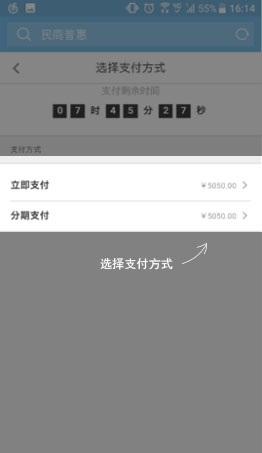 55% 16:14
民商普惠
选择支付方式
支付剩余时间
07时45分27秒
支付方式
立即支付 ￥5050.00
分期支付 ￥5050.00
选择支付方式